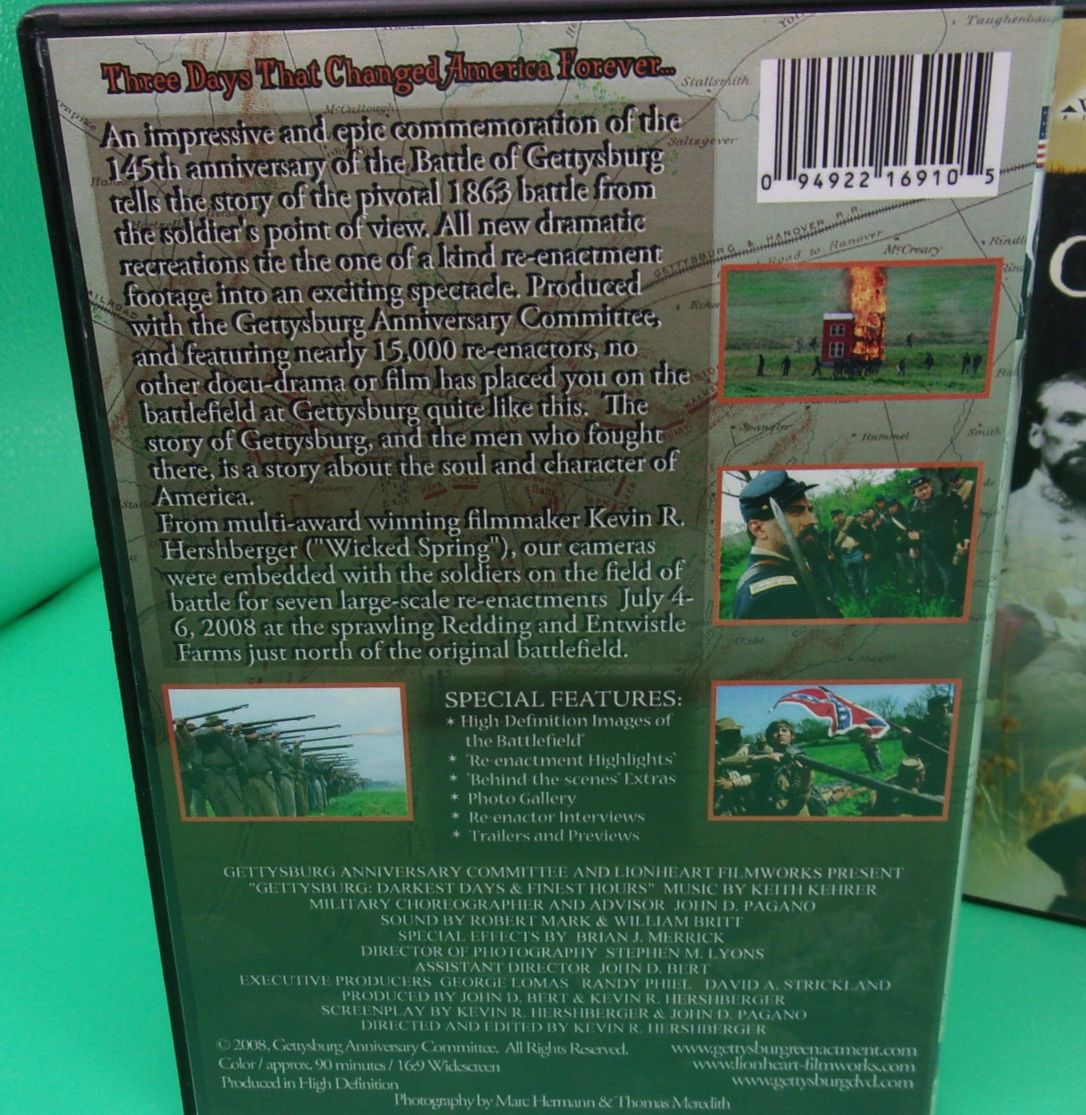 Three Days That Changed America Forever...
An impressive and epic commemoration of the
145th anniversary of the Battle of Gettysburg
tells the story of the pivotal 1863 battle from
the soldier's point of view. All new dramatic
recreations tie the one of a kind re-enactment
footage into an exciting spectacle. Produced
with the Gettysburg Anniversary Committee,
and featuring nearly 15,000 re-enactors, no
other docu-drama or film has placed you on the
battlefield at Gettysburg quite like this. The
story of Gettysburg, and the men who fought
there, is a story about the soul and character of
America.
From multi-award winning filmmaker Kevin R.
Hershberger ("Wicked Spring"), our cameras
were embedded with the soldiers on the field of
battle for seven large-scale re-enactments July 4-
6, 2008 at the sprawling Redding and Entwistle
Farms just north of the original battlefield.
0 94922 16910 5
Stallsmith
McCullough
Saltsgever
GETTYSBURG & HANOVER R.R.
Road to Hanover
McCreary
Spangler
Rummel
Smith
SPECIAL FEATURES:
* High-Definition Images of
the Battlefield'
* 'Re-enactment Highlights'
* 'Behind-the-scenes' Extras
* Photo Gallery
* Re-enactor Interviews
* Trailers and Previews
GETTYSBURG ANNIVERSARY COMMITTEE AND LIONHEART FILMWORKS PRESENT
"GETTYSBURG: DARKEST DAYS & FINEST HOURS" MUSIC BY KEITH KEHRER
MILITARY CHOREOGRAPHER AND ADVISOR JOHN D. PAGANO
SOUND BY ROBERT MARK & WILLIAM BRITT
SPECIAL EFFECTS BY BRIAN J. MERRICK
DIRECTOR OF PHOTOGRAPHY STEPHEN M. LYONS
ASSISTANT DIRECTOR JOHN D. BERT
EXECUTIVE PRODUCERS GEORGE LOMAS RANDY PHIEL DAVID A. STRICKLAND
PRODUCED BY JOHN D. BERT & KEVIN R. HERSHBERGER
SCREENPLAY BY KEVIN R. HERSHBERGER & JOHN D. PAGANO
DIRECTED AND EDITED BY KEVIN R. HERSHBERGER
© 2008, Gettysburg Anniversary Committee. All Rights Reserved.
Color / approx. 90 minutes / 16:9 Widescreen
Produced in High Definition
www.gettysburgreenactment.com
www.lionheart-filmworks.com
www.gettysburgdvd.com
Photography by Marc Hermann & Thomas Meredith